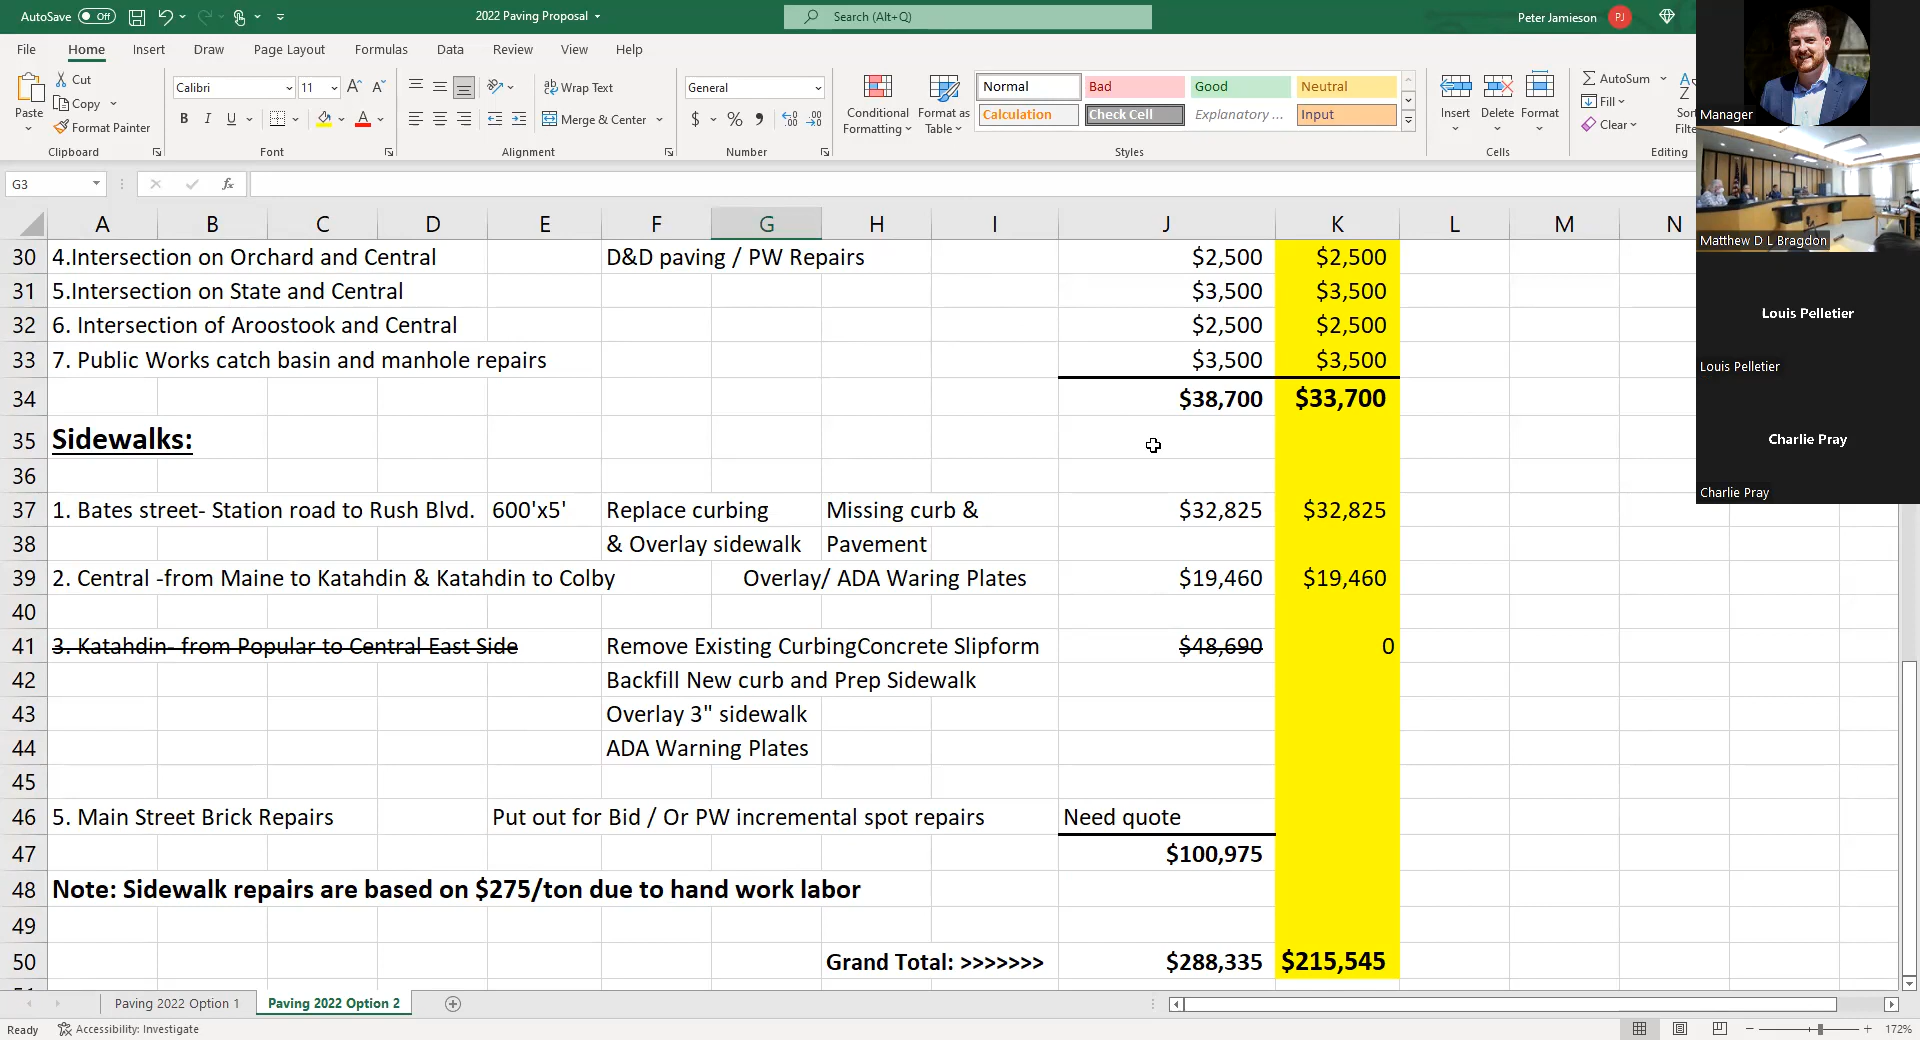 AutoSave Off 2022 Paving Proposal Search (Alt+Q) Peter Jamieson PJ
File Home Insert Draw Page Layout Formulas Data Review View Help
Paste Cut Copy Format Painter Clipboard
Calibri 11 A A B I U A Font
Wrap Text Merge & Center Alignment
General $ % Number
Conditional Formatting Format as Table Normal Bad Good Neutral Calculation Check Cell Explanatory ... Input Styles
Insert Delete Format Cells
AutoSum Fill Clear Editing
G3 fx
A B C D E F G H I J K L M N
30 4.Intersection on Orchard and Central D&D paving / PW Repairs $2,500 $2,500
31 5.Intersection on State and Central $3,500 $3,500
32 6. Intersection of Aroostook and Central $2,500 $2,500
33 7. Public Works catch basin and manhole repairs $3,500 $3,500
34 $38,700 $33,700
35 Sidewalks:
36
37 1. Bates street- Station road to Rush Blvd. 600'x5' Replace curbing Missing curb & $32,825 $32,825
38 & Overlay sidewalk Pavement
39 2. Central -from Maine to Katahdin & Katahdin to Colby Overlay/ ADA Waring Plates $19,460 $19,460
40
41 3. Katahdin- from Popular to Central East Side Remove Existing CurbingConcrete Slipform $48,690 0
42 Backfill New curb and Prep Sidewalk
43 Overlay 3" sidewalk
44 ADA Warning Plates
45
46 5. Main Street Brick Repairs Put out for Bid / Or PW incremental spot repairs Need quote
47 $100,975
48 Note: Sidewalk repairs are based on $275/ton due to hand work labor
49
50 Grand Total: >>>>>>> $288,335 $215,545
Paving 2022 Option 1 Paving 2022 Option 2
Ready Accessibility: Investigate 172%
Manager
Matthew D L Bragdon
Louis Pelletier
Louis Pelletier
Charlie Pray
Charlie Pray